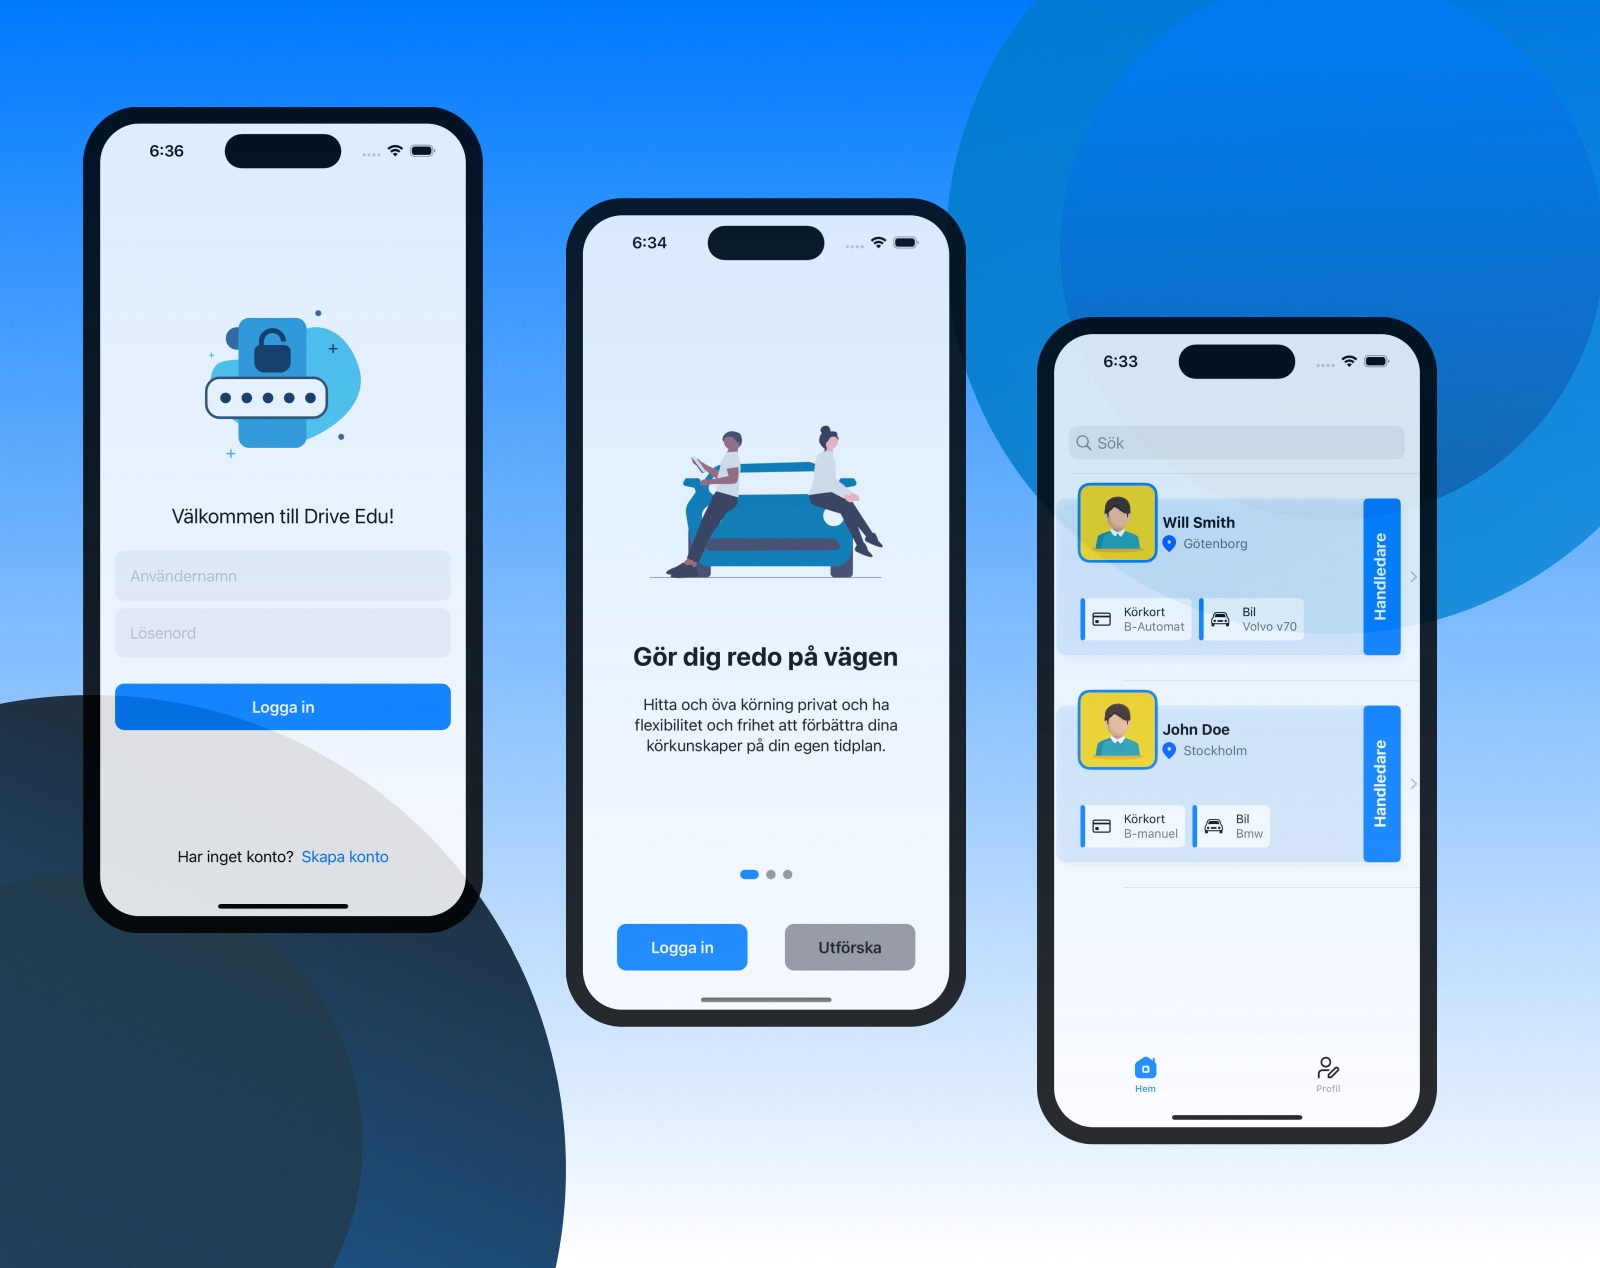 6:36
Välkommen till Drive Edu!
Användernamn
Lösenord
Logga in
Har inget konto? Skapa konto
6:34
Gör dig redo på vägen
Hitta och öva körning privat och ha
flexibilitet och frihet att förbättra dina
körkunskaper på din egen tidplan.
Logga in
Utförska
6:33
Sök
Will Smith
Götenborg
Körkort
B-Automat
Bil
Volvo v70
Handledare
John Doe
Stockholm
Körkort
B-manuel
Bil
Bmw
Handledare
Hem
Profil